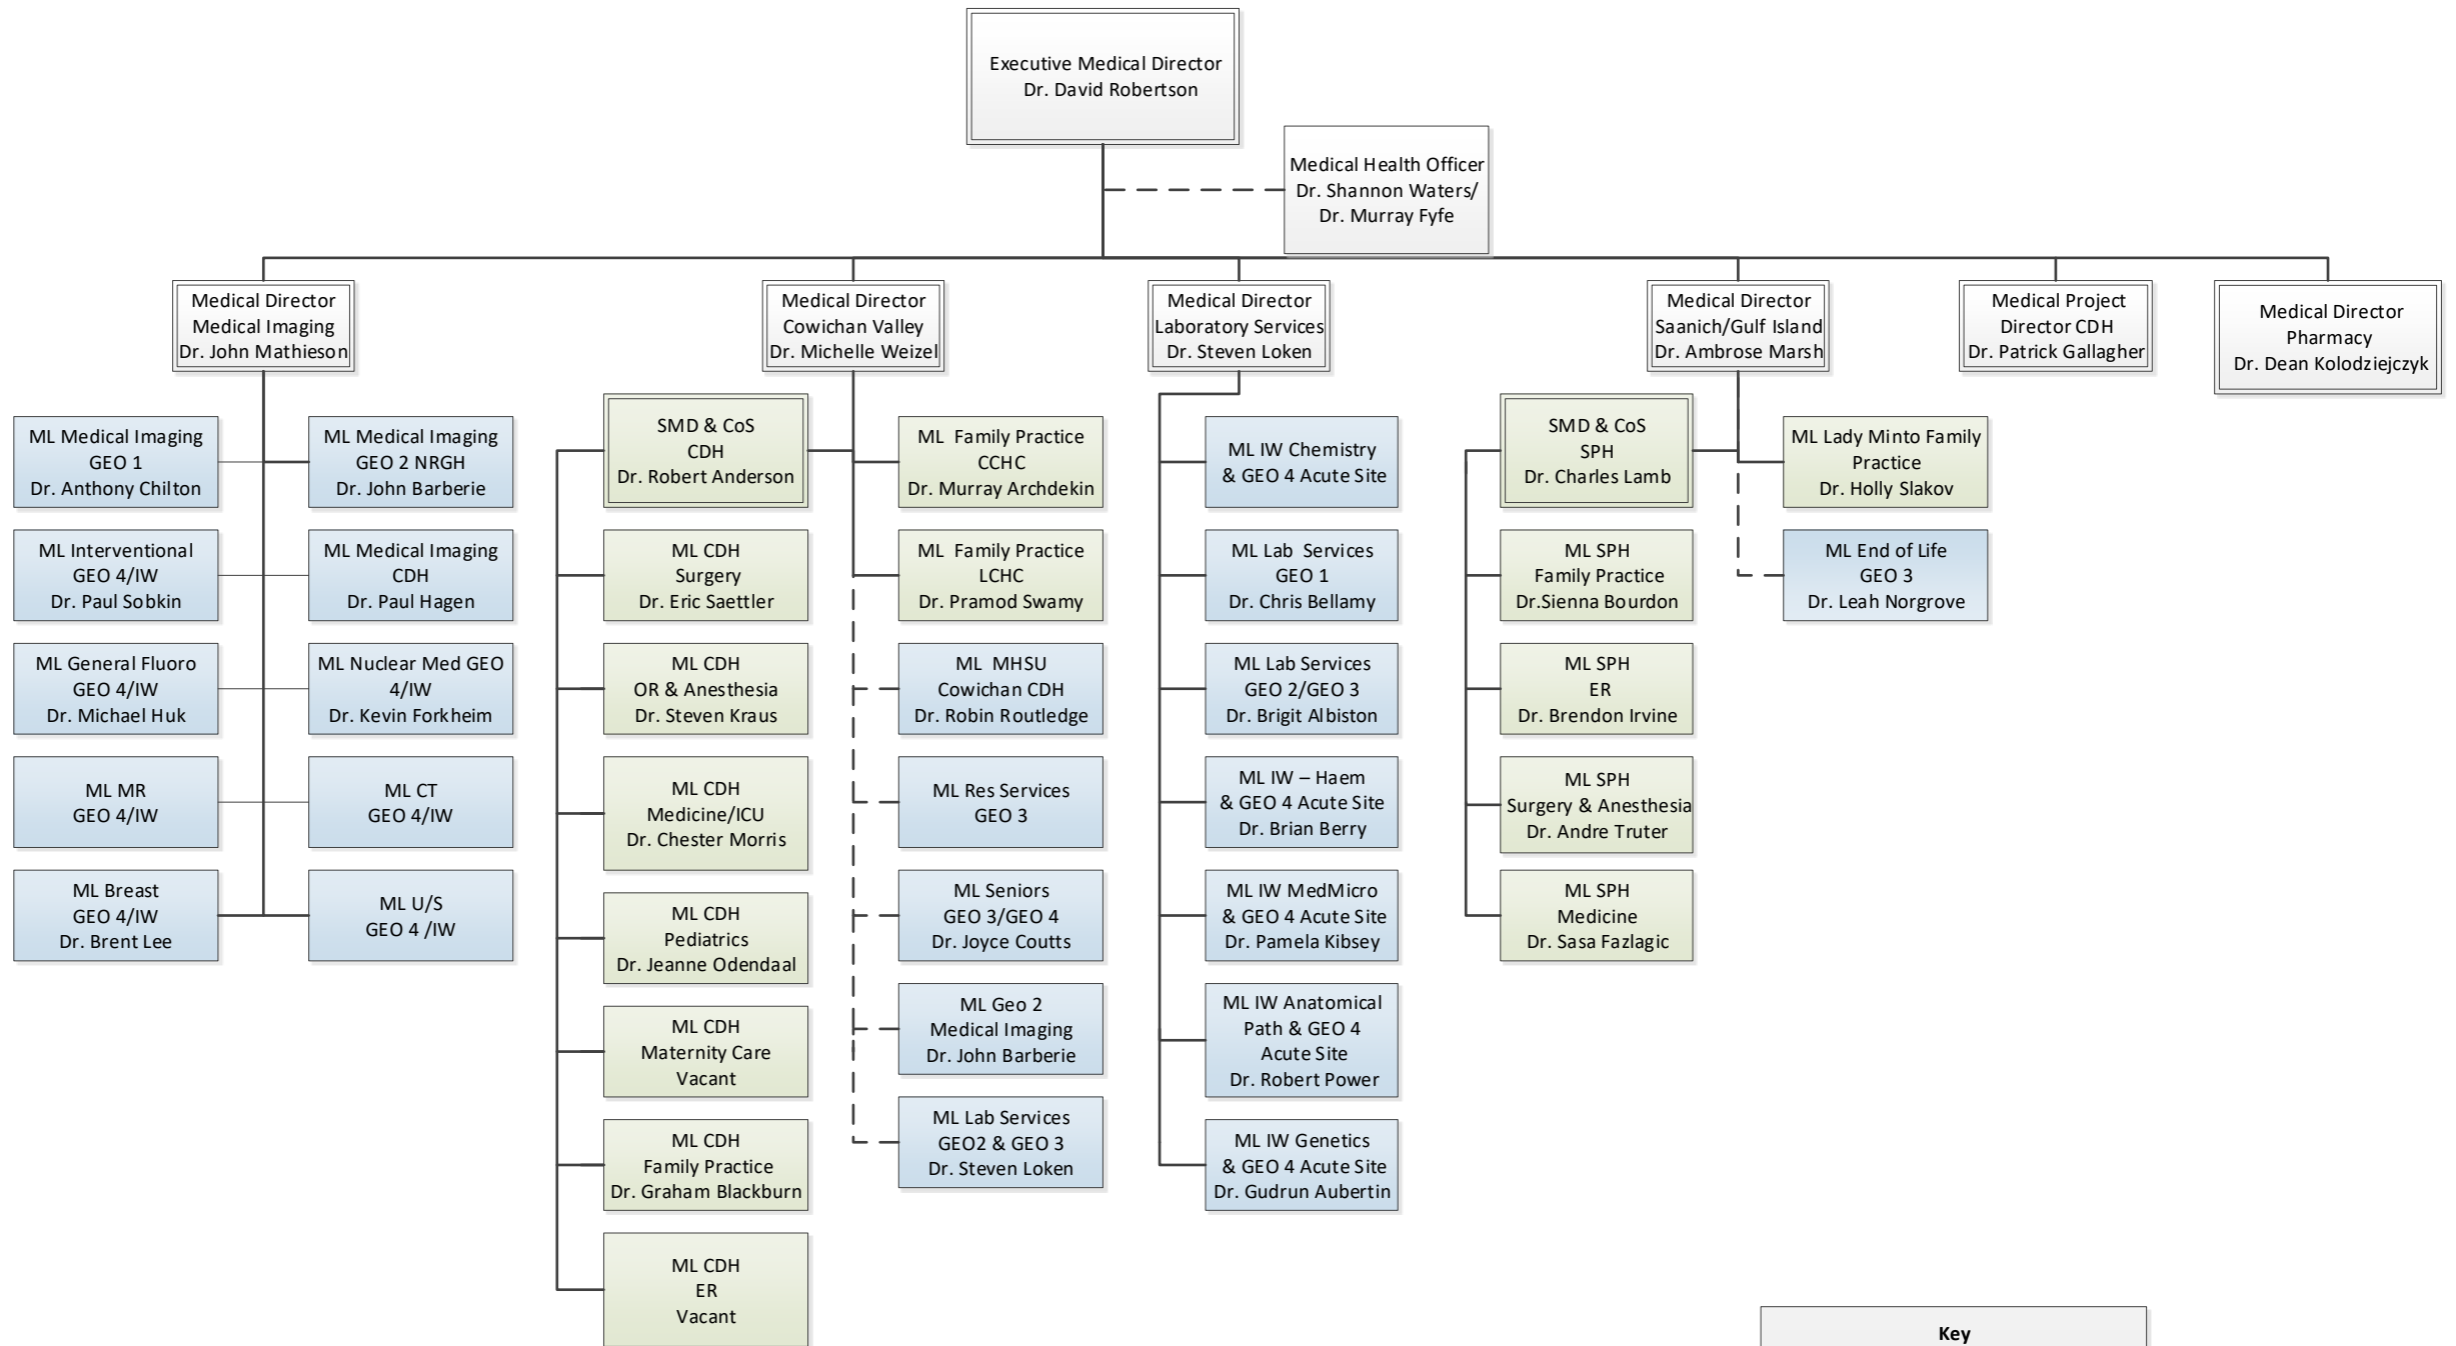 Executive Medical Director
Dr. David Robertson
Medical Health Officer
Dr. Shannon Waters/
Dr. Murray Fyfe
Medical Director
Medical Imaging
Dr. John Mathieson
Medical Director
Cowichan Valley
Dr. Michelle Weizel
Medical Director
Laboratory Services
Dr. Steven Loken
Medical Director
Saanich/Gulf Island
Dr. Ambrose Marsh
Medical Project
Director CDH
Dr. Patrick Gallagher
Medical Director
Pharmacy
Dr. Dean Kolodziejczyk
ML Medical Imaging
GEO 1
Dr. Anthony Chilton
ML Medical Imaging
GEO 2 NRGH
Dr. John Barberie
ML Interventional
GEO 4/IW
Dr. Paul Sobkin
ML Medical Imaging
CDH
Dr. Paul Hagen
ML General Fluoro
GEO 4/IW
Dr. Michael Huk
ML Nuclear Med GEO
4/IW
Dr. Kevin Forkheim
ML MR
GEO 4/IW
ML CT
GEO 4/IW
ML Breast
GEO 4/IW
Dr. Brent Lee
ML U/S
GEO 4 /IW
SMD & CoS
CDH
Dr. Robert Anderson
ML CDH
Surgery
Dr. Eric Saettler
ML CDH
OR & Anesthesia
Dr. Steven Kraus
ML CDH
Medicine/ICU
Dr. Chester Morris
ML CDH
Pediatrics
Dr. Jeanne Odendaal
ML CDH
Maternity Care
Vacant
ML CDH
Family Practice
Dr. Graham Blackburn
ML CDH
ER
Vacant
ML Family Practice
CCHC
Dr. Murray Archdekin
ML Family Practice
LCHC
Dr. Pramod Swamy
ML MHSU
Cowichan CDH
Dr. Robin Routledge
ML Res Services
GEO 3
ML Seniors
GEO 3/GEO 4
Dr. Joyce Coutts
ML Geo 2
Medical Imaging
Dr. John Barberie
ML Lab Services
GEO2 & GEO 3
Dr. Steven Loken
ML IW Chemistry
& GEO 4 Acute Site
ML Lab Services
GEO 1
Dr. Chris Bellamy
ML Lab Services
GEO 2/GEO 3
Dr. Brigit Albiston
ML IW – Haem
& GEO 4 Acute Site
Dr. Brian Berry
ML IW MedMicro
& GEO 4 Acute Site
Dr. Pamela Kibsey
ML IW Anatomical
Path & GEO 4
Acute Site
Dr. Robert Power
ML IW Genetics
& GEO 4 Acute Site
Dr. Gudrun Aubertin
SMD & CoS
SPH
Dr. Charles Lamb
ML SPH
Family Practice
Dr.Sienna Bourdon
ML SPH
ER
Dr. Brendon Irvine
ML SPH
Surgery & Anesthesia
Dr. Andre Truter
ML SPH
Medicine
Dr. Sasa Fazlagic
ML Lady Minto Family
Practice
Dr. Holly Slakov
ML End of Life
GEO 3
Dr. Leah Norgrove
Key